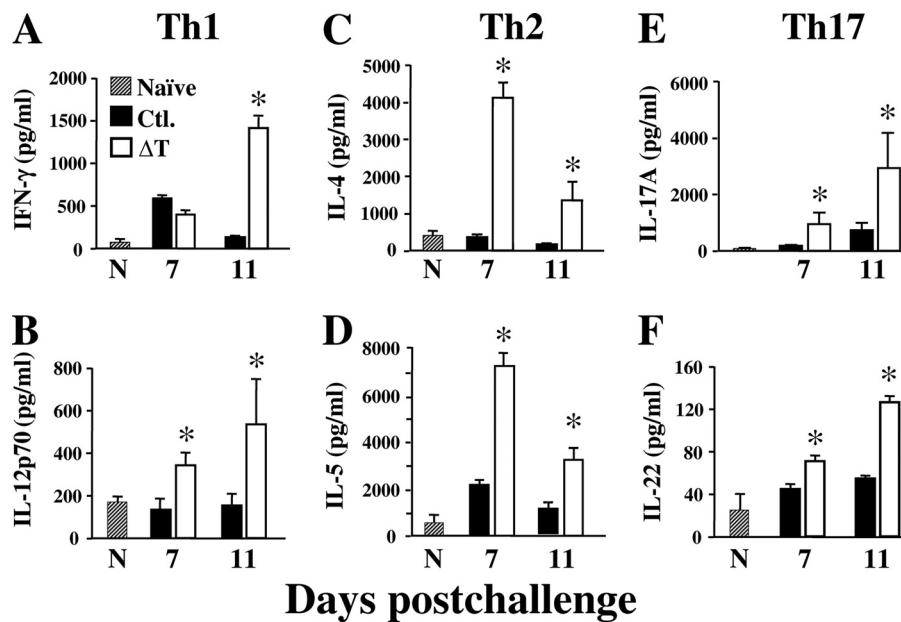 A Th1
IFN-γ (pg/ml)
2000
1500
1000
500
0
Naïve
Ctl.
ΔT
*
N 7 11
C Th2
IL-4 (pg/ml)
5000
4000
3000
2000
1000
0
* *
N 7 11
E Th17
IL-17A (pg/ml)
6000
4000
2000
0
* *
N 7 11
B
IL-12p70 (pg/ml)
800
600
400
200
0
* *
N 7 11
D
IL-5 (pg/ml)
8000
6000
4000
2000
0
* *
N 7 11
F
IL-22 (pg/ml)
160
120
80
40
0
* *
N 7 11
Days postchallenge